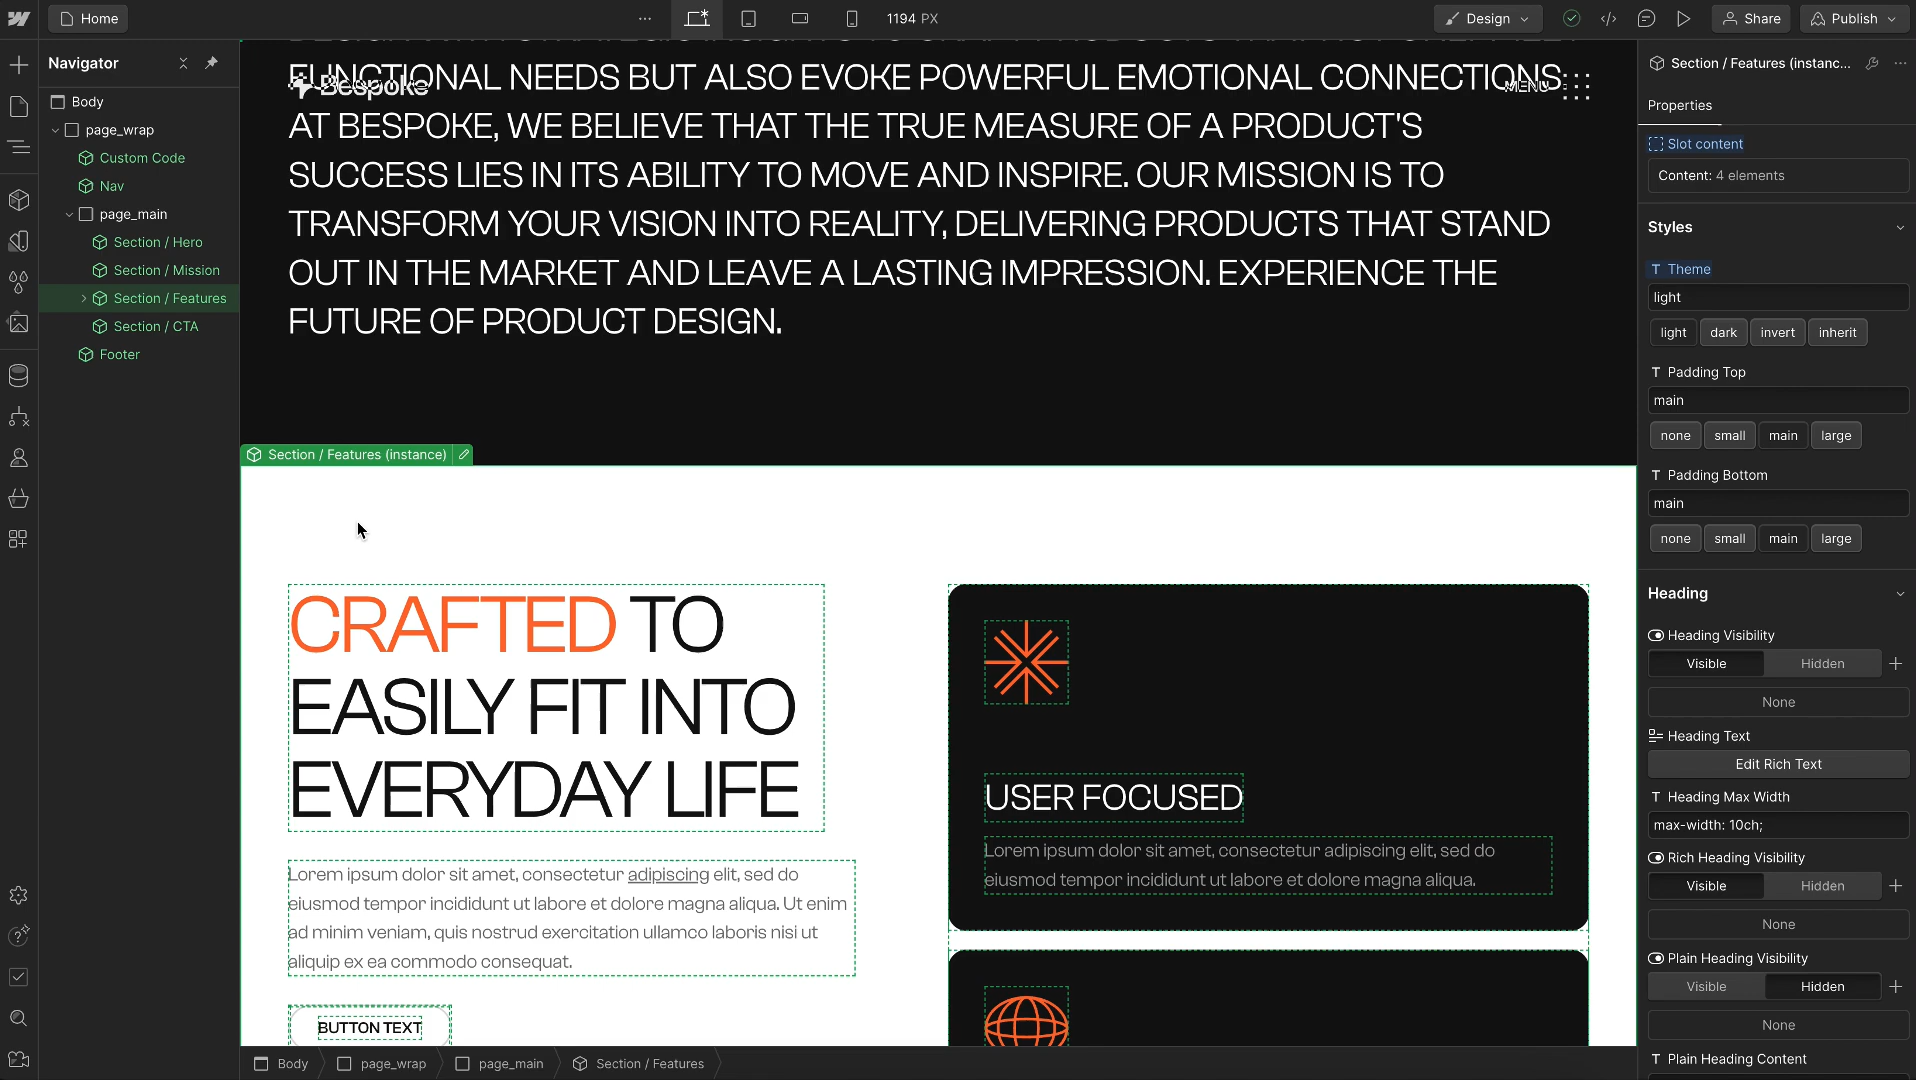 Home
1194 PX
Design
Share
Publish
Navigator
Body
page_wrap
Custom Code
Nav
page_main
Section / Hero
Section / Mission
Section / Features
Section / CTA
Footer
FUNCTIONAL NEEDS BUT ALSO EVOKE POWERFUL EMOTIONAL CONNECTIONS.
Bespoke
MENU
AT BESPOKE, WE BELIEVE THAT THE TRUE MEASURE OF A PRODUCT'S
SUCCESS LIES IN ITS ABILITY TO MOVE AND INSPIRE. OUR MISSION IS TO
TRANSFORM YOUR VISION INTO REALITY, DELIVERING PRODUCTS THAT STAND
OUT IN THE MARKET AND LEAVE A LASTING IMPRESSION. EXPERIENCE THE
FUTURE OF PRODUCT DESIGN.
Section / Features (instance)
CRAFTED TO
EASILY FIT INTO
EVERYDAY LIFE
Lorem ipsum dolor sit amet, consectetur adipiscing elit, sed do
eiusmod tempor incididunt ut labore et dolore magna aliqua. Ut enim
ad minim veniam, quis nostrud exercitation ullamco laboris nisi ut
aliquip ex ea commodo consequat.
BUTTON TEXT
USER FOCUSED
Lorem ipsum dolor sit amet, consectetur adipiscing elit, sed do
eiusmod tempor incididunt ut labore et dolore magna aliqua.
Body
page_wrap
page_main
Section / Features
Section / Features (instanc...
Properties
Slot content
Content: 4 elements
Styles
Theme
light
light dark invert inherit
Padding Top
main
none small main large
Padding Bottom
main
none small main large
Heading
Heading Visibility
Visible Hidden
None
Heading Text
Edit Rich Text
Heading Max Width
max-width: 10ch;
Rich Heading Visibility
Visible Hidden
None
Plain Heading Visibility
Visible Hidden
None
Plain Heading Content